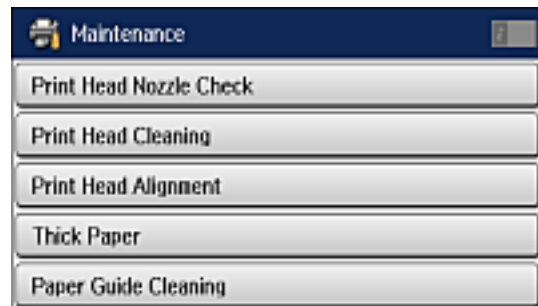 Maintenance
Print Head Nozzle Check
Print Head Cleaning
Print Head Alignment
Thick Paper
Paper Guide Cleaning